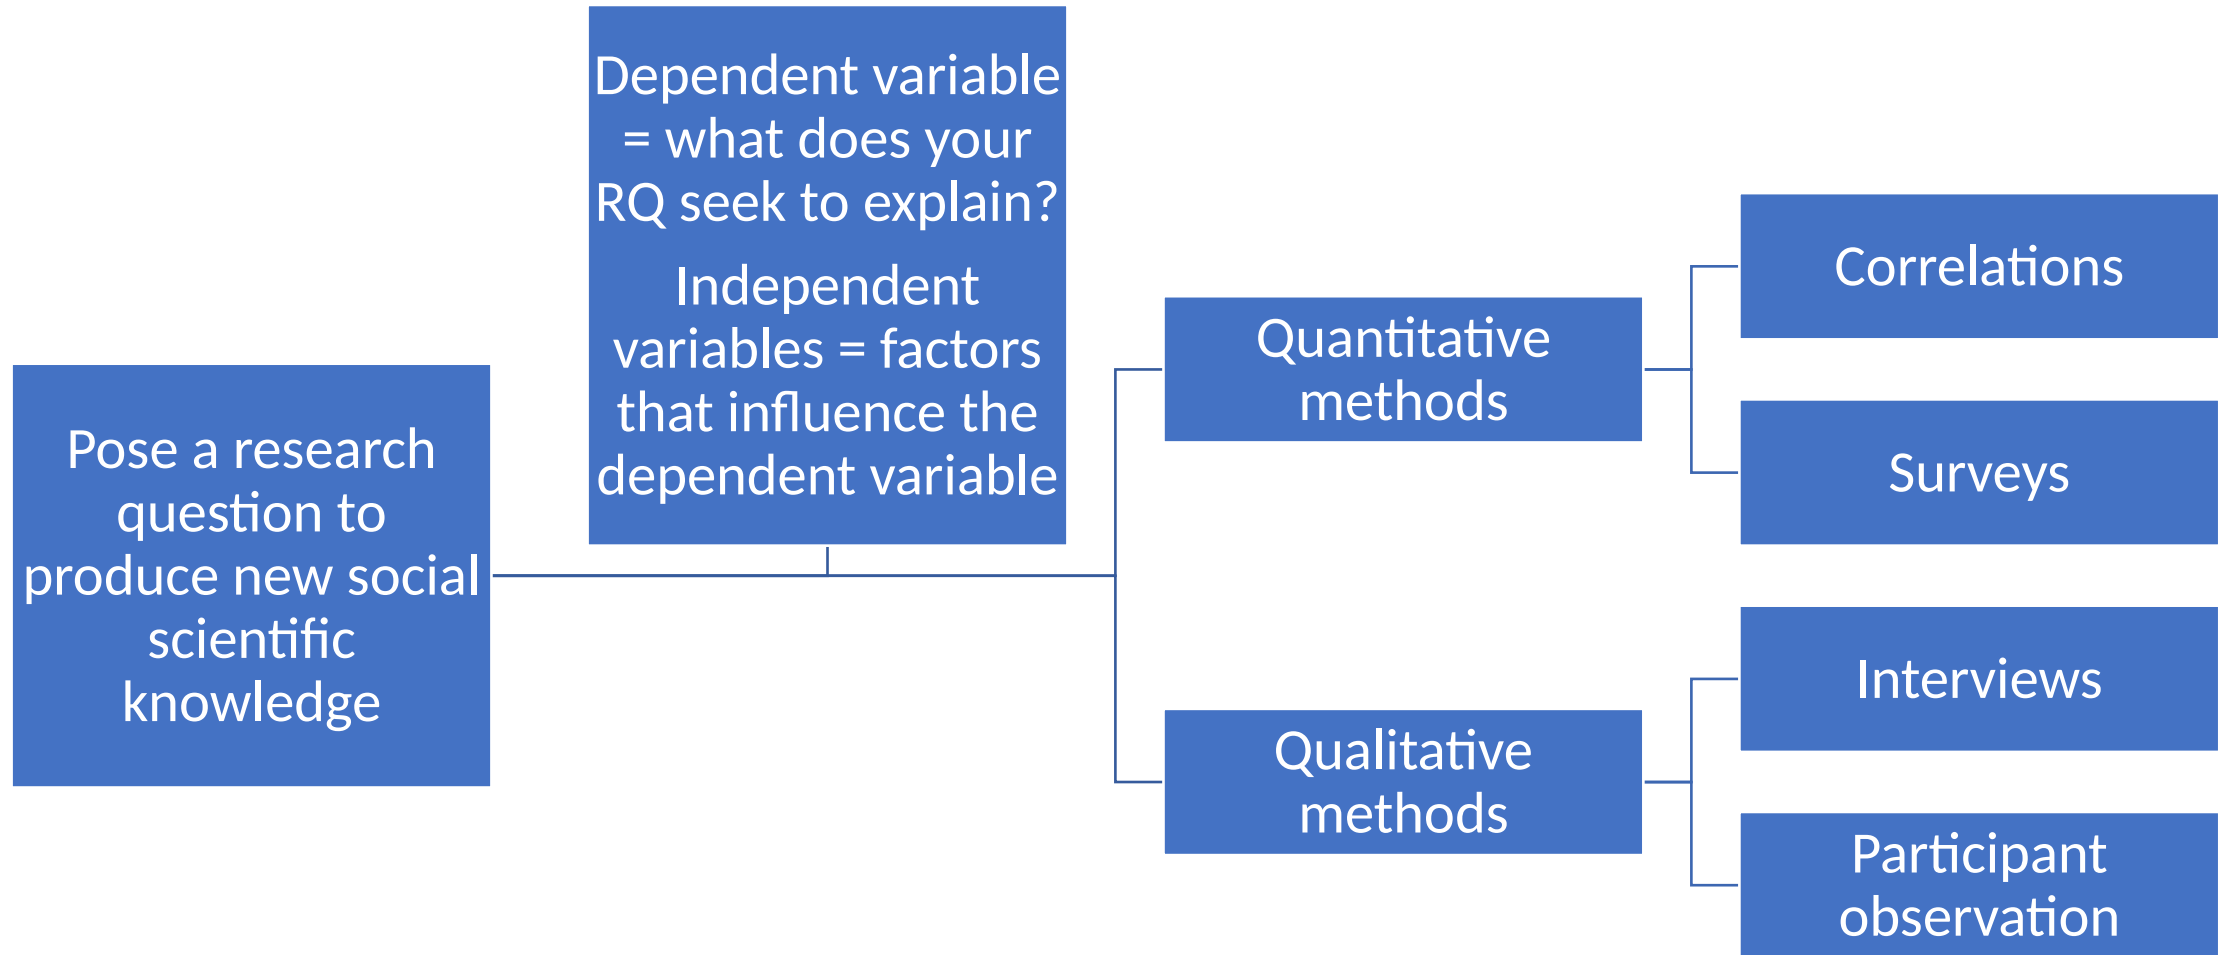 Pose a research
question to
produce new social
scientific
knowledge
Dependent variable
= what does your
RQ seek to explain?
Independent
variables = factors
that influence the
dependent variable
Quantitative
methods
Correlations
Surveys
Qualitative
methods
Interviews
Participant
observation